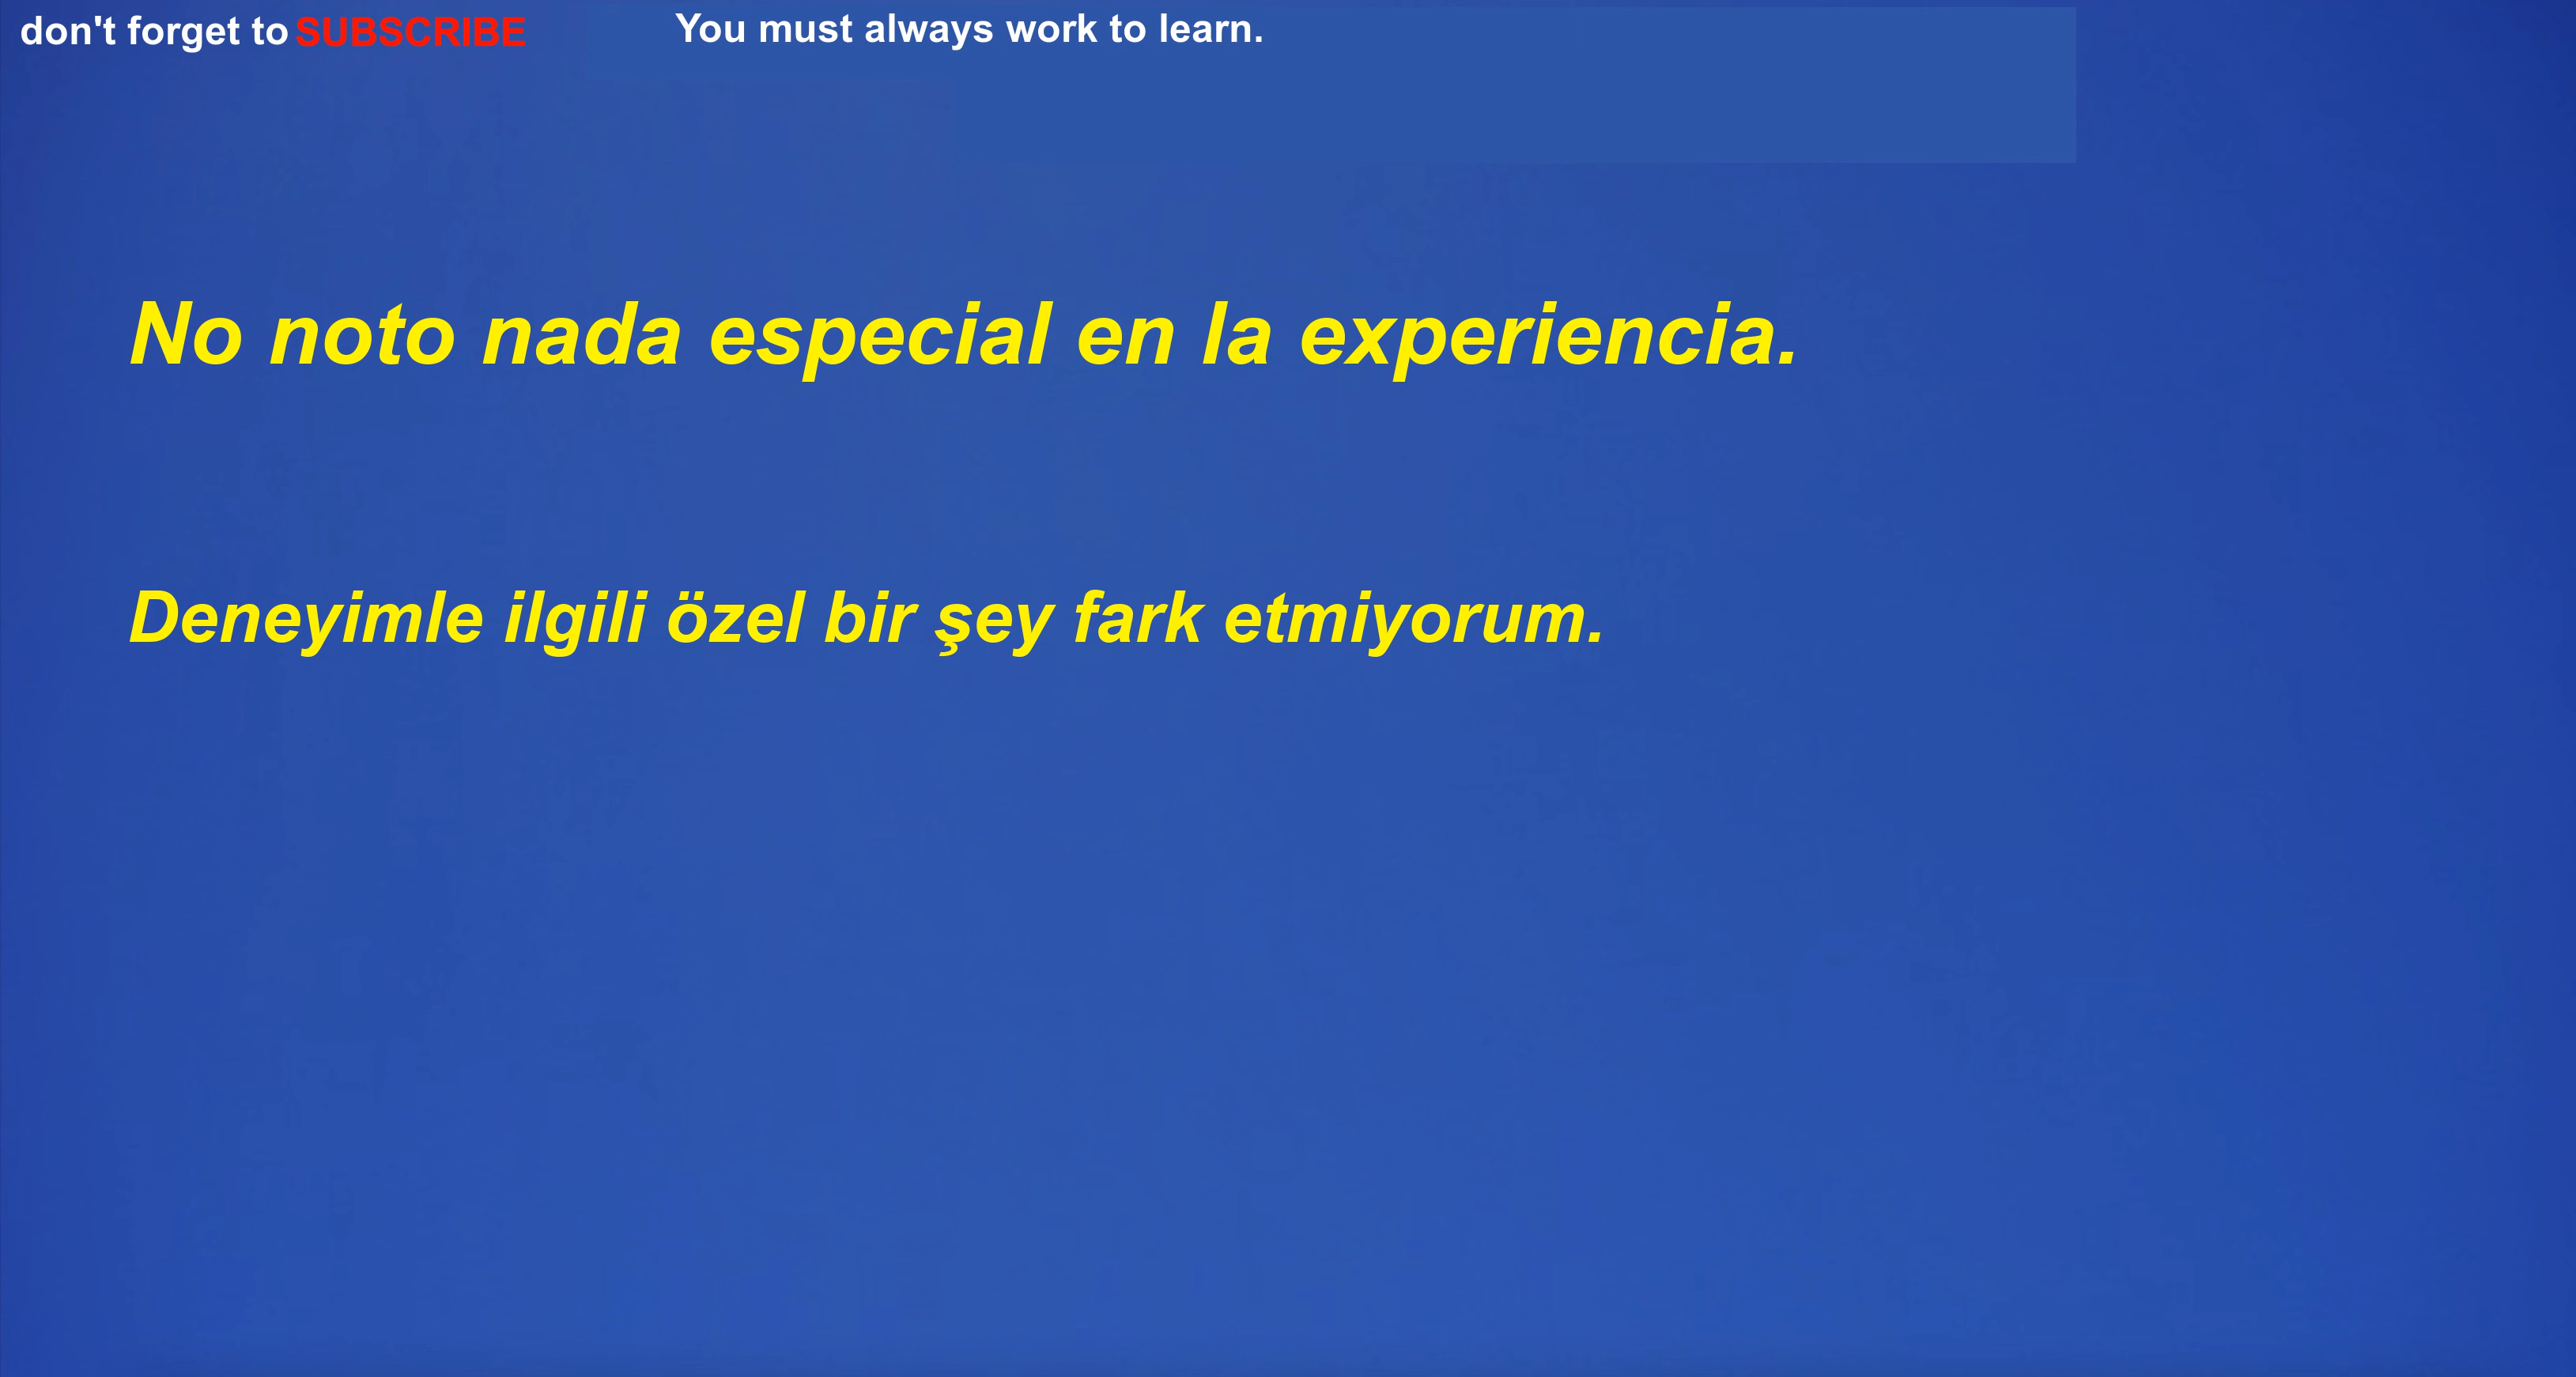 don't forget to SUBSCRIBE You must always work to learn.
No noto nada especial en la experiencia.
Deneyimle ilgili özel bir şey fark etmiyorum.